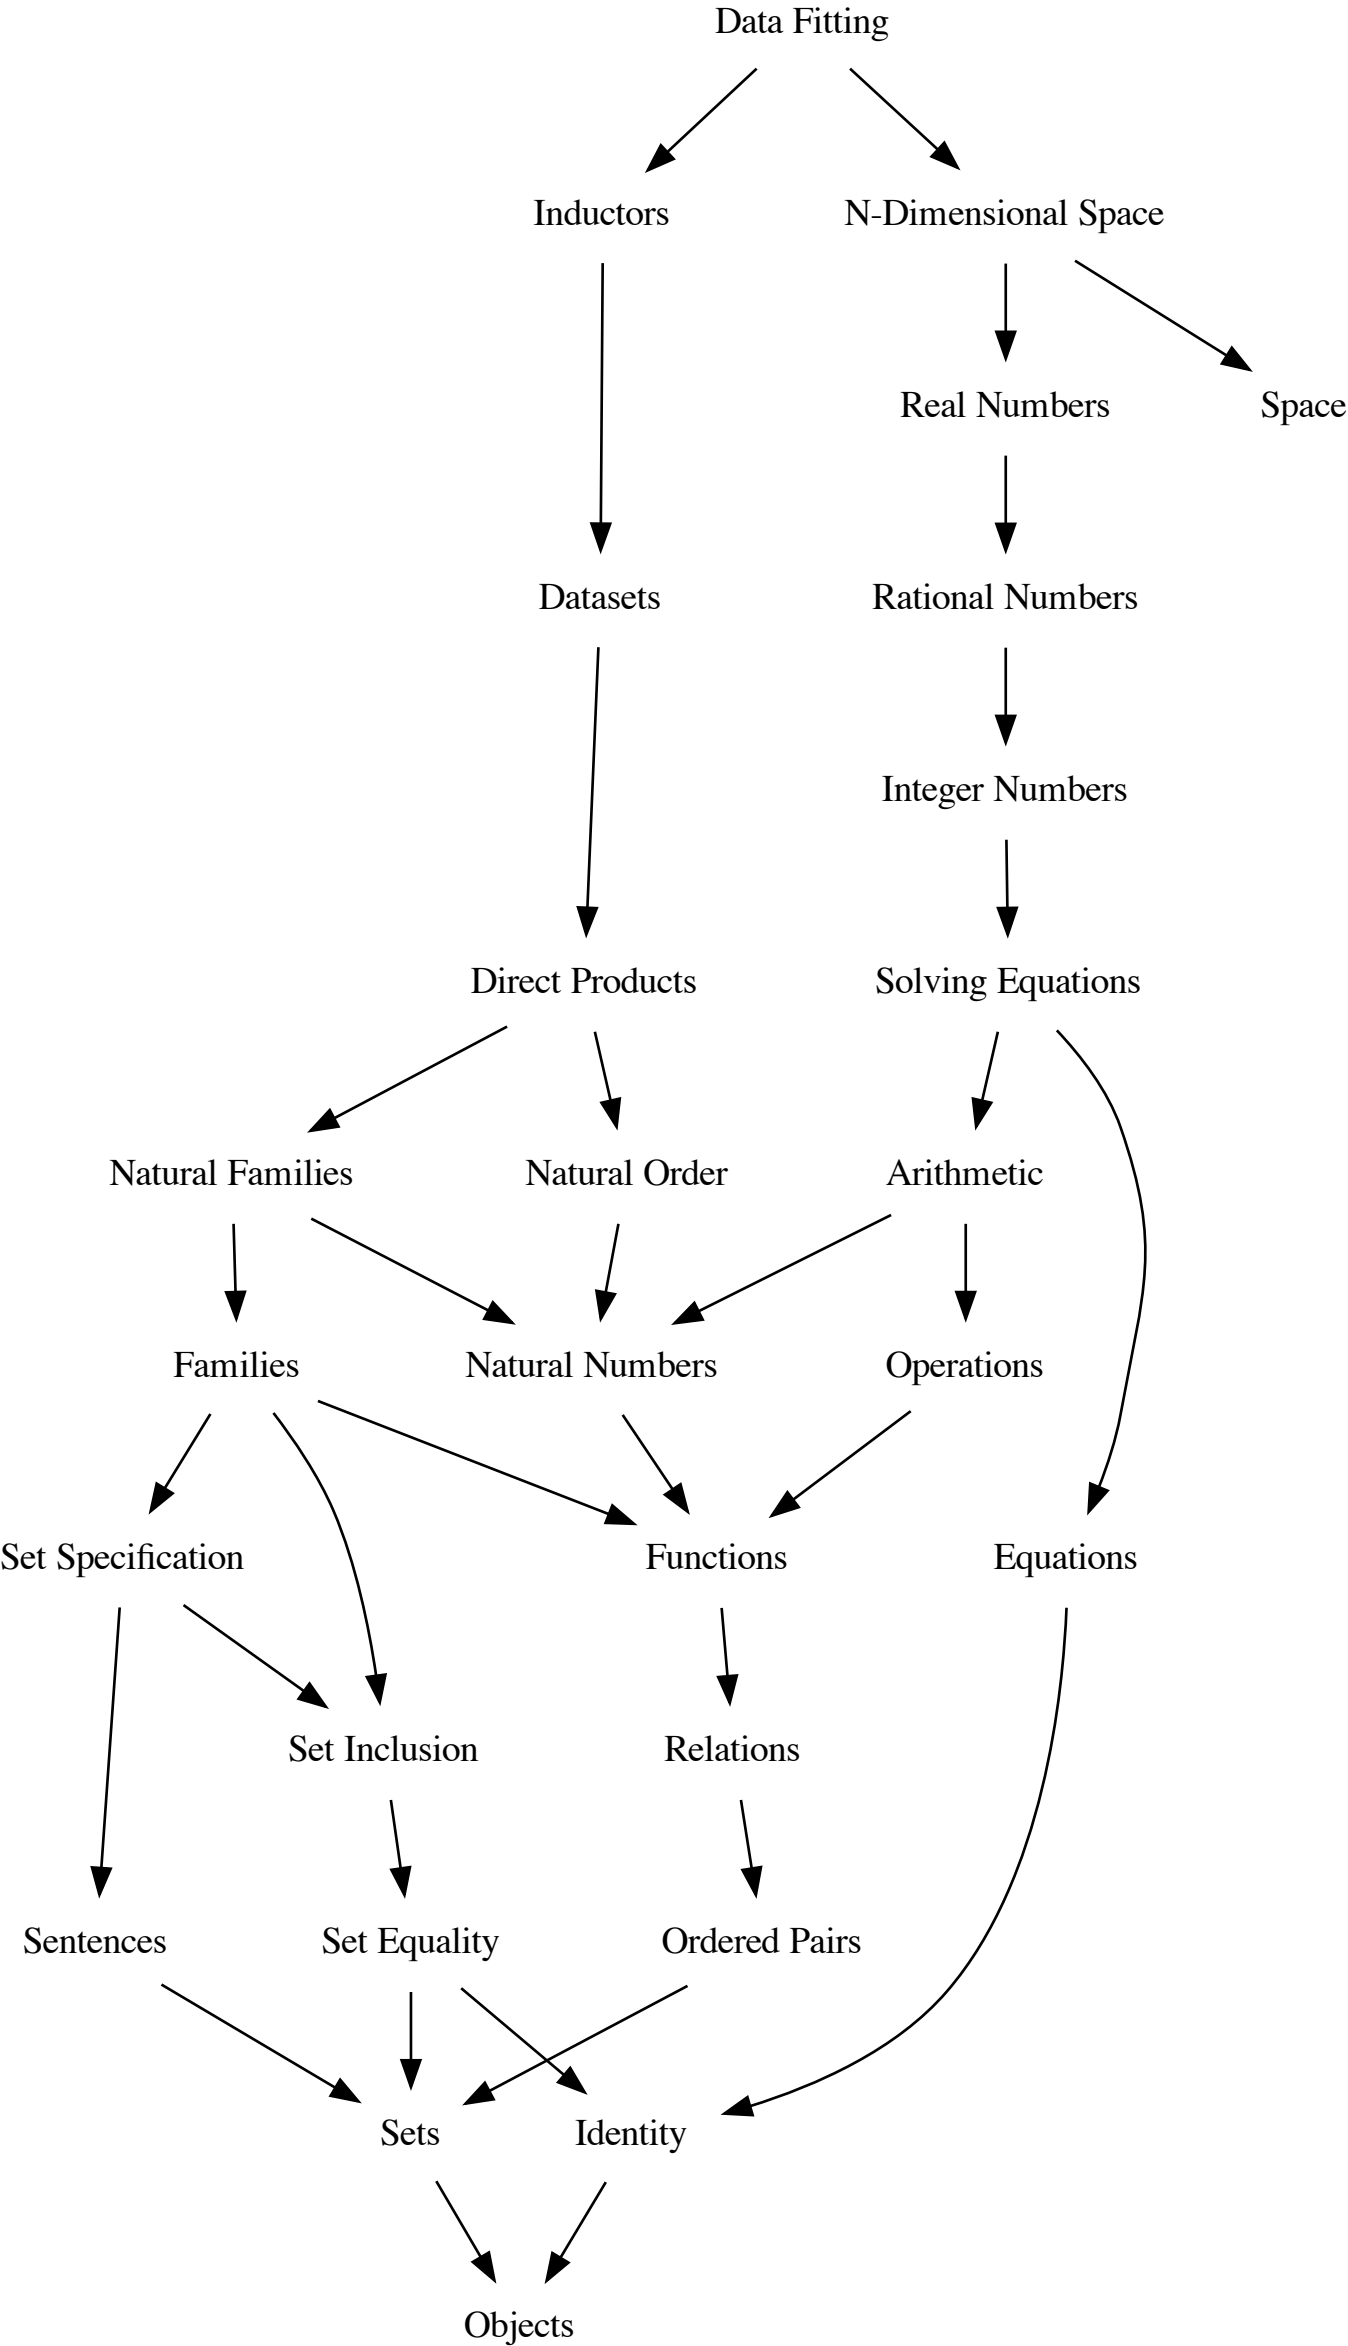 Data Fitting
Inductors
N-Dimensional Space
Real Numbers
Space
Datasets
Rational Numbers
Integer Numbers
Direct Products
Solving Equations
Natural Families
Natural Order
Arithmetic
Families
Natural Numbers
Operations
Set Specification
Functions
Equations
Set Inclusion
Relations
Sentences
Set Equality
Ordered Pairs
Sets
Identity
Objects